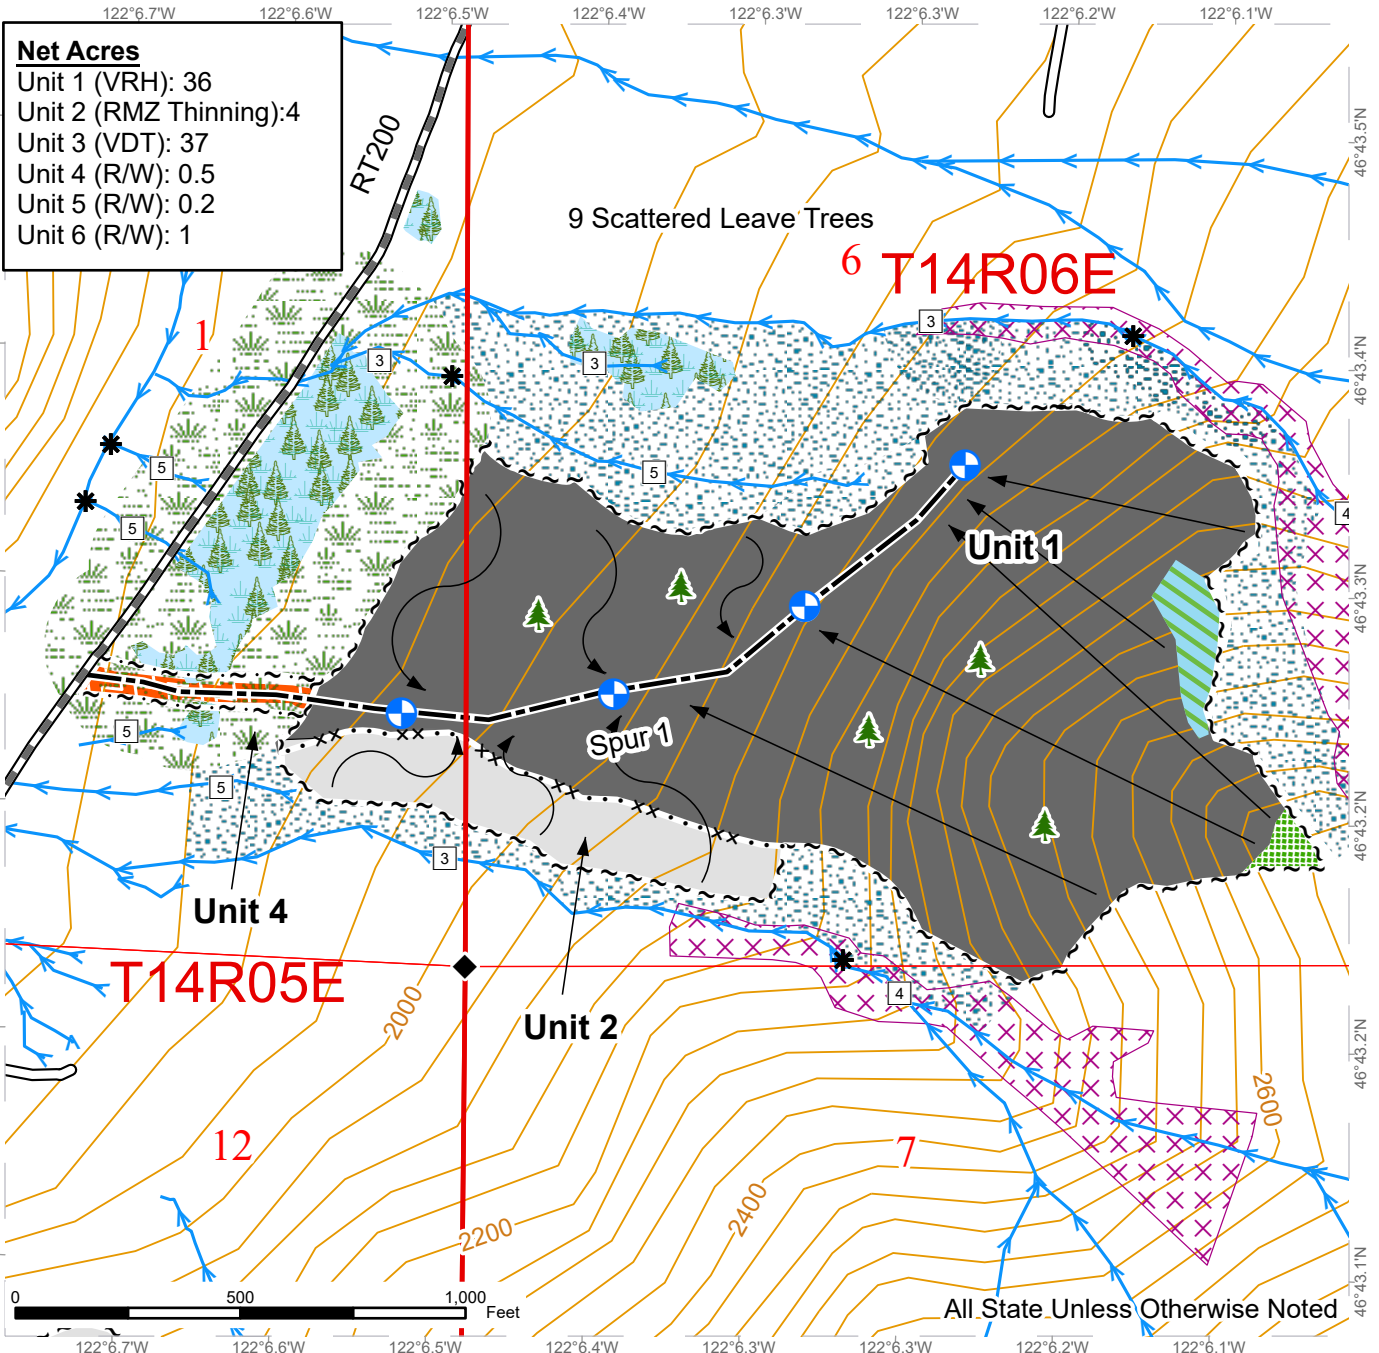 122°6.7'W 122°6.6'W 122°6.5'W 122°6.4'W 122°6.3'W 122°6.3'W 122°6.2'W 122°6.1'W
Net Acres
Unit 1 (VRH): 36
Unit 2 (RMZ Thinning):4
Unit 3 (VDT): 37
Unit 4 (R/W): 0.5
Unit 5 (R/W): 0.2
Unit 6 (R/W): 1
RT200
46°43.5'N
9 Scattered Leave Trees
6 T14R06E
1
3
3
3
46°43.4'N
5
5
4
5
Unit 1
46°43.3'N
5
Spur 1
5
3
46°43.2'N
Unit 4
T14R05E
4
2000
Unit 2
46°43.2'N
2600
12
7
2400
2200
46°43.1'N
0 500 1,000
Feet
All State Unless Otherwise Noted
122°6.7'W 122°6.6'W 122°6.5'W 122°6.4'W 122°6.3'W 122°6.3'W 122°6.2'W 122°6.1'W